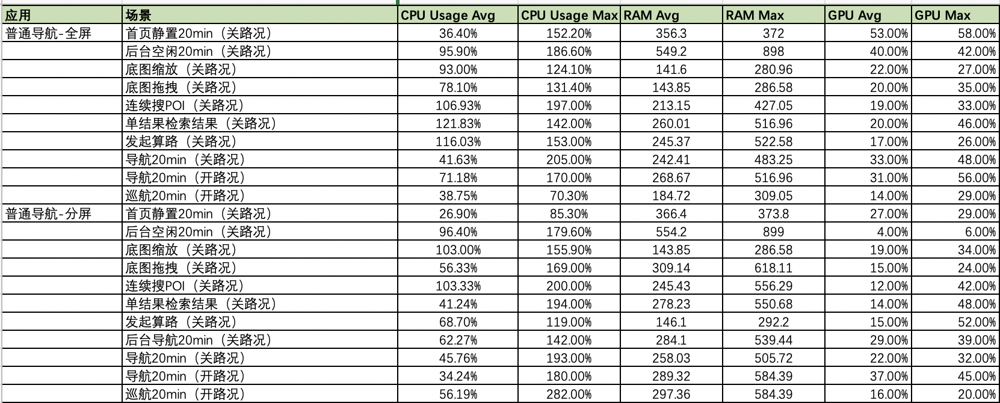 应用 场景 CPU Usage Avg CPU Usage Max RAM Avg RAM Max GPU Avg GPU Max
普通导航-全屏 首页静置20min（关路况） 36.40% 152.20% 356.3 372 53.00% 58.00%
后台空闲20min（关路况） 95.90% 186.60% 549.2 898 40.00% 42.00%
底图缩放（关路况） 93.00% 124.10% 141.6 280.96 22.00% 27.00%
底图拖拽（关路况） 78.10% 131.40% 143.85 286.58 20.00% 35.00%
连续搜POI（关路况） 106.93% 197.00% 213.15 427.05 19.00% 33.00%
单结果检索结果（关路况） 121.83% 142.00% 260.01 516.96 20.00% 46.00%
发起算路（关路况） 116.03% 153.00% 245.37 522.58 17.00% 26.00%
导航20min（关路况） 41.63% 205.00% 242.41 483.25 33.00% 48.00%
导航20min（开路况） 71.18% 170.00% 268.67 516.96 31.00% 56.00%
巡航20min（开路况） 38.75% 70.30% 184.72 309.05 14.00% 29.00%
普通导航-分屏 首页静置20min（关路况） 26.90% 85.30% 366.4 373.8 27.00% 29.00%
后台空闲20min（关路况） 96.40% 179.60% 554.2 899 4.00% 6.00%
底图缩放（关路况） 103.00% 155.90% 143.85 286.58 19.00% 34.00%
底图拖拽（关路况） 56.33% 169.00% 309.14 618.11 15.00% 24.00%
连续搜POI（关路况） 103.33% 200.00% 245.43 556.29 12.00% 42.00%
单结果检索结果（关路况） 41.24% 194.00% 278.23 550.68 14.00% 48.00%
发起算路（关路况） 68.70% 119.00% 146.1 292.2 15.00% 52.00%
后台导航20min（关路况） 62.27% 142.00% 284.1 539.44 29.00% 39.00%
导航20min（关路况） 45.76% 193.00% 258.03 505.72 22.00% 32.00%
导航20min（开路况） 34.24% 180.00% 289.32 584.39 37.00% 45.00%
巡航20min（开路况） 56.19% 282.00% 297.36 584.39 16.00% 20.00%